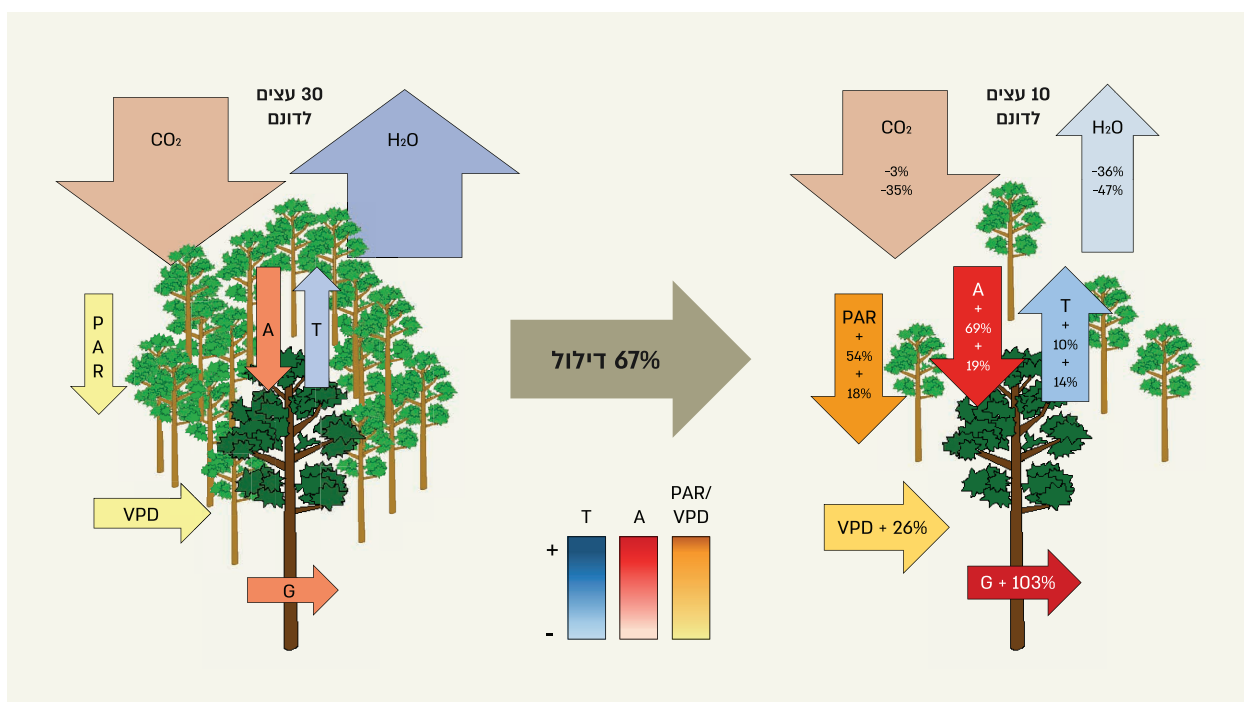 30 עצים
לדונם
CO₂
H₂O
P
A
R
A
T
VPD
G
67% דילול
T
A
PAR/
VPD
+
-
10 עצים
לדונם
CO₂
-3%
-35%
H₂O
-36%
-47%
PAR
+
54%
+
18%
A
+
69%
+
19%
T
+
10%
+
14%
VPD + 26%
G + 103%